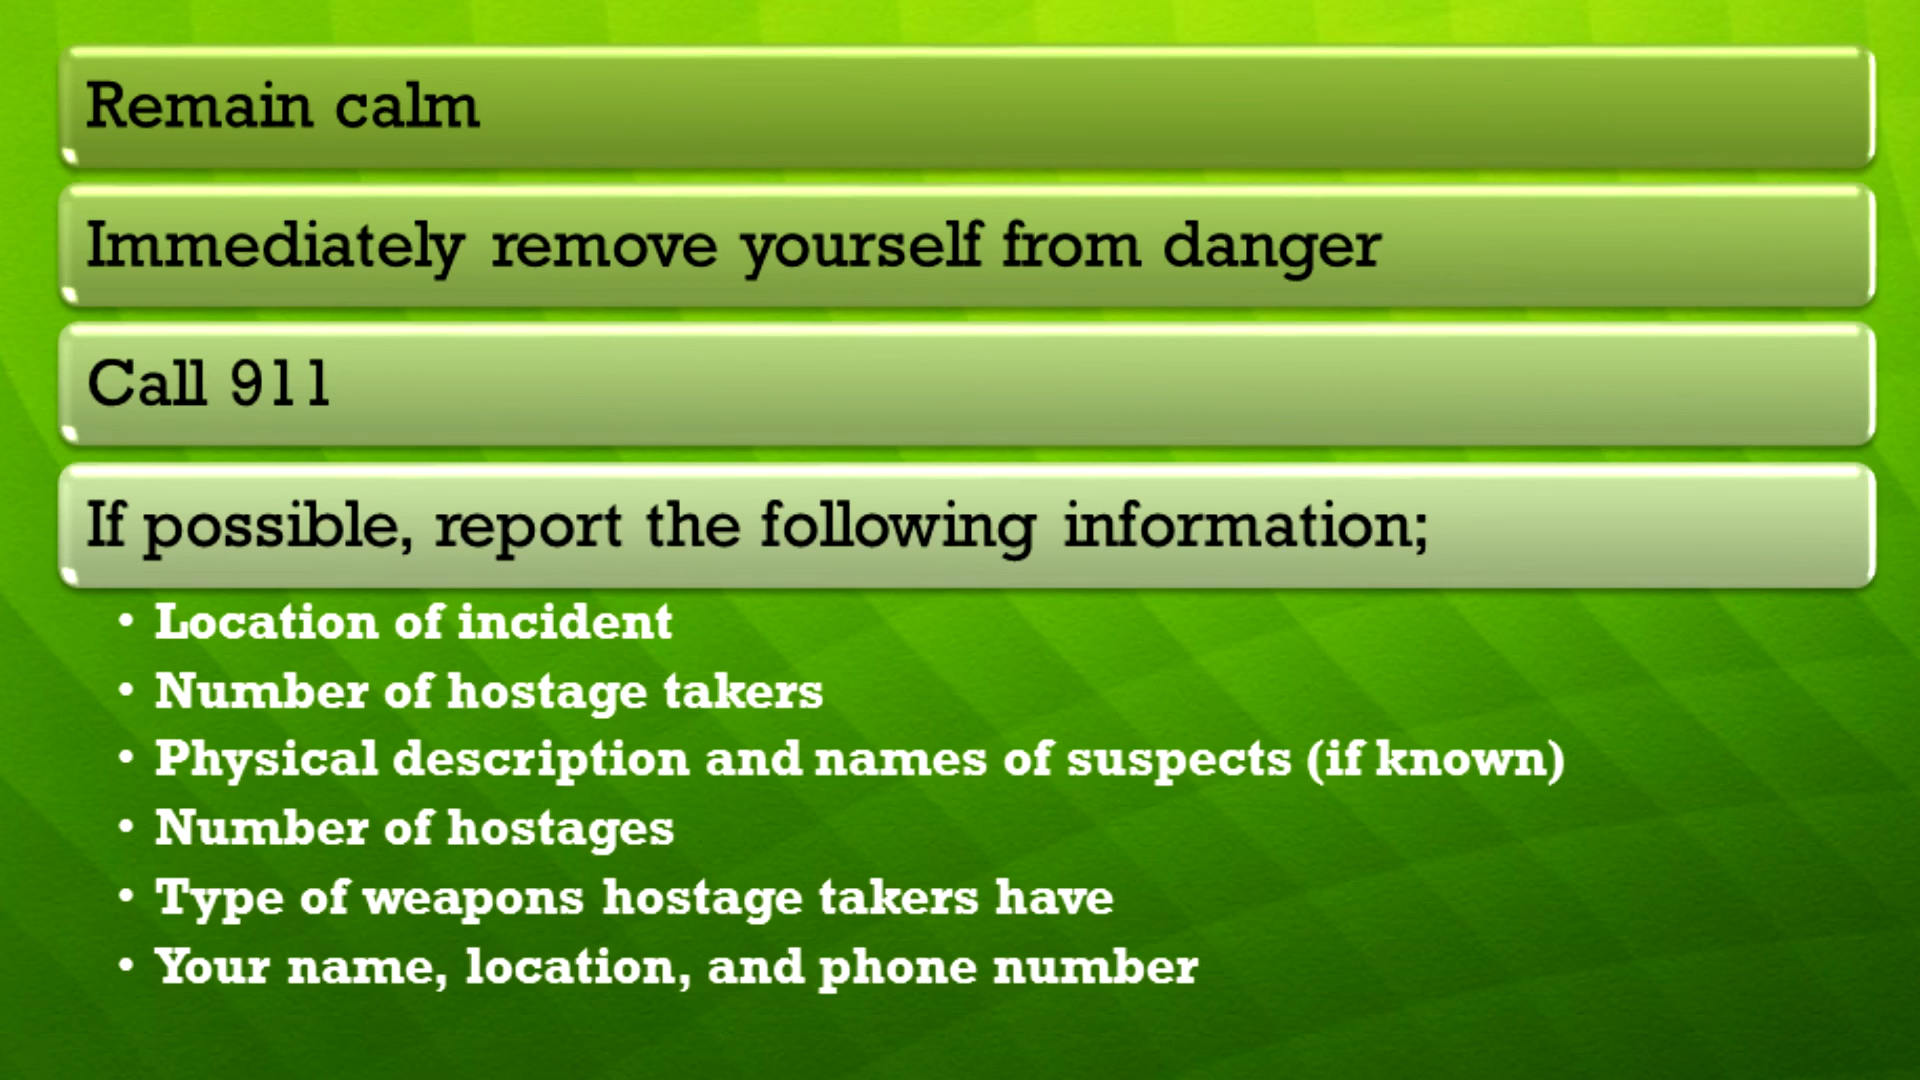 Remain calm
Immediately remove yourself from danger
Call 911
If possible, report the following information;
• Location of incident
• Number of hostage takers
• Physical description and names of suspects (if known)
• Number of hostages
• Type of weapons hostage takers have
• Your name, location, and phone number